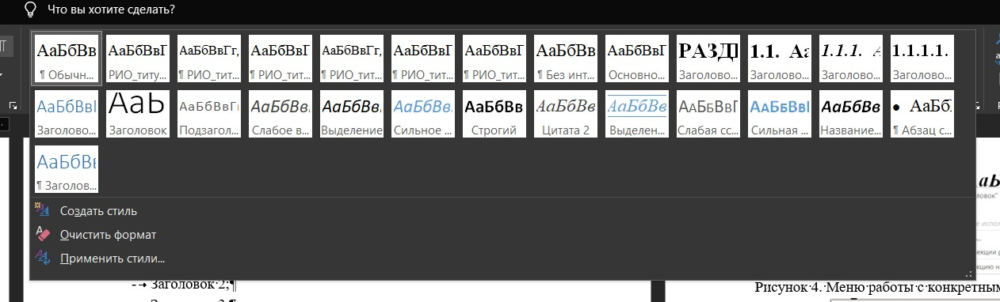 Что вы хотите сделать?
АаБбВв АаБбВвГ АаБбВвГг, АаБбВвГ АаБбВвГг, АаБбВвГ АаБбВвГ АаБбВв АаБбВвГ РАЗД 1.1. Аа 1.1.1. А 1.1.1.1.
¶ Обычн... РИО_титу... ¶ РИО_тит... ¶ РИО_тит... ¶ РИО_тит... ¶ РИО_тит... ¶ РИО_тит... ¶ Без инт... Основно... Заголово... Заголово... Заголово... Заголово...
АаБбВвГ АаЬ АаБбВвГг АаБбВв АаБбВв АаБбВв АаБбВв АаБбВв АаБбВв АаБбВвГ АаБбВвГ АаБбВв • АаБб
Заголово... Заголовок Подзагол... Слабое в... Выделение Сильное ... Строгий Цитата 2 Выделен... Слабая сс... Сильная ... Название... ¶ Абзац с...
АаБбВв
¶ Заголов...
Создать стиль
Очистить формат
Применить стили...
-→Заголовок·2;¶
ловок"
Рисунок·4.·Меню·работы·с·конкретным